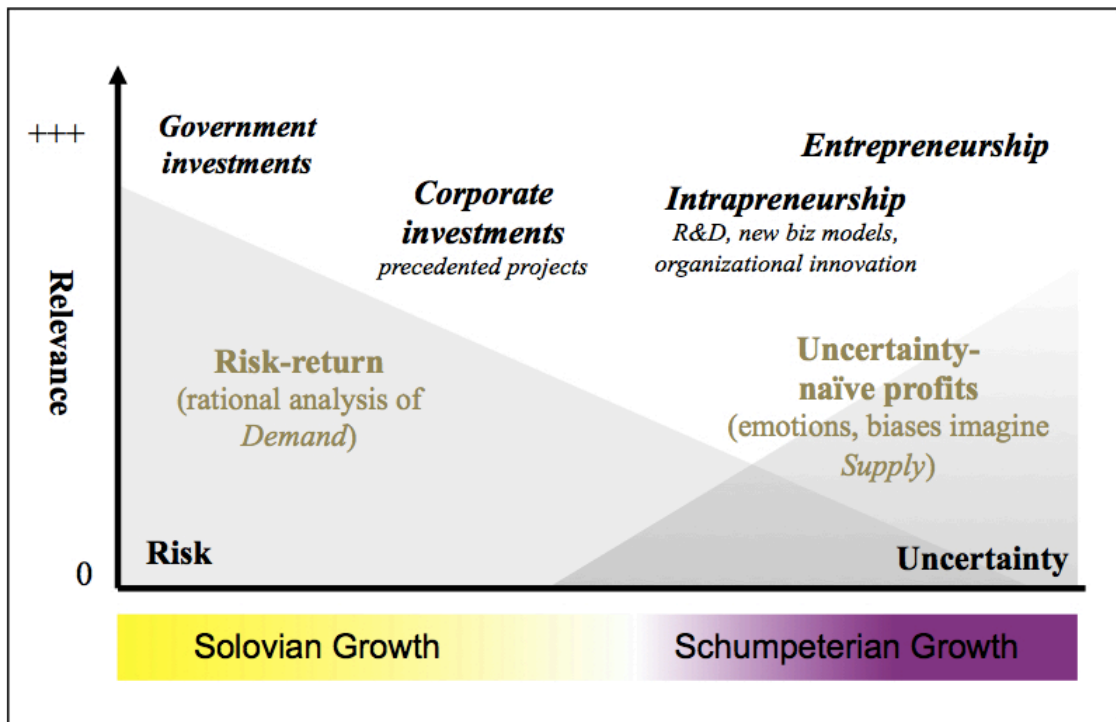 +++
Government
investments
Entrepreneurship
Corporate
investments
precedented projects
Intrapreneurship
R&D, new biz models,
organizational innovation
Relevance
Risk-return
(rational analysis of
Demand)
Uncertainty-
naïve profits
(emotions, biases imagine
Supply)
Risk
Uncertainty
0
Solovian Growth
Schumpeterian Growth